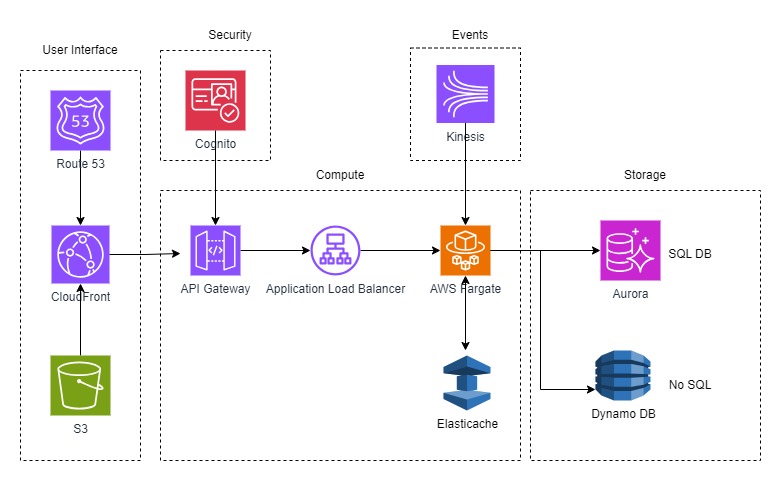 User Interface
Security
Events
53
Route 53
Cognito
Kinesis
Compute
Storage
CloudFront
</>
API Gateway
Application Load Balancer
AWS Fargate
SQL DB
Aurora
S3
Elasticache
No SQL
Dynamo DB